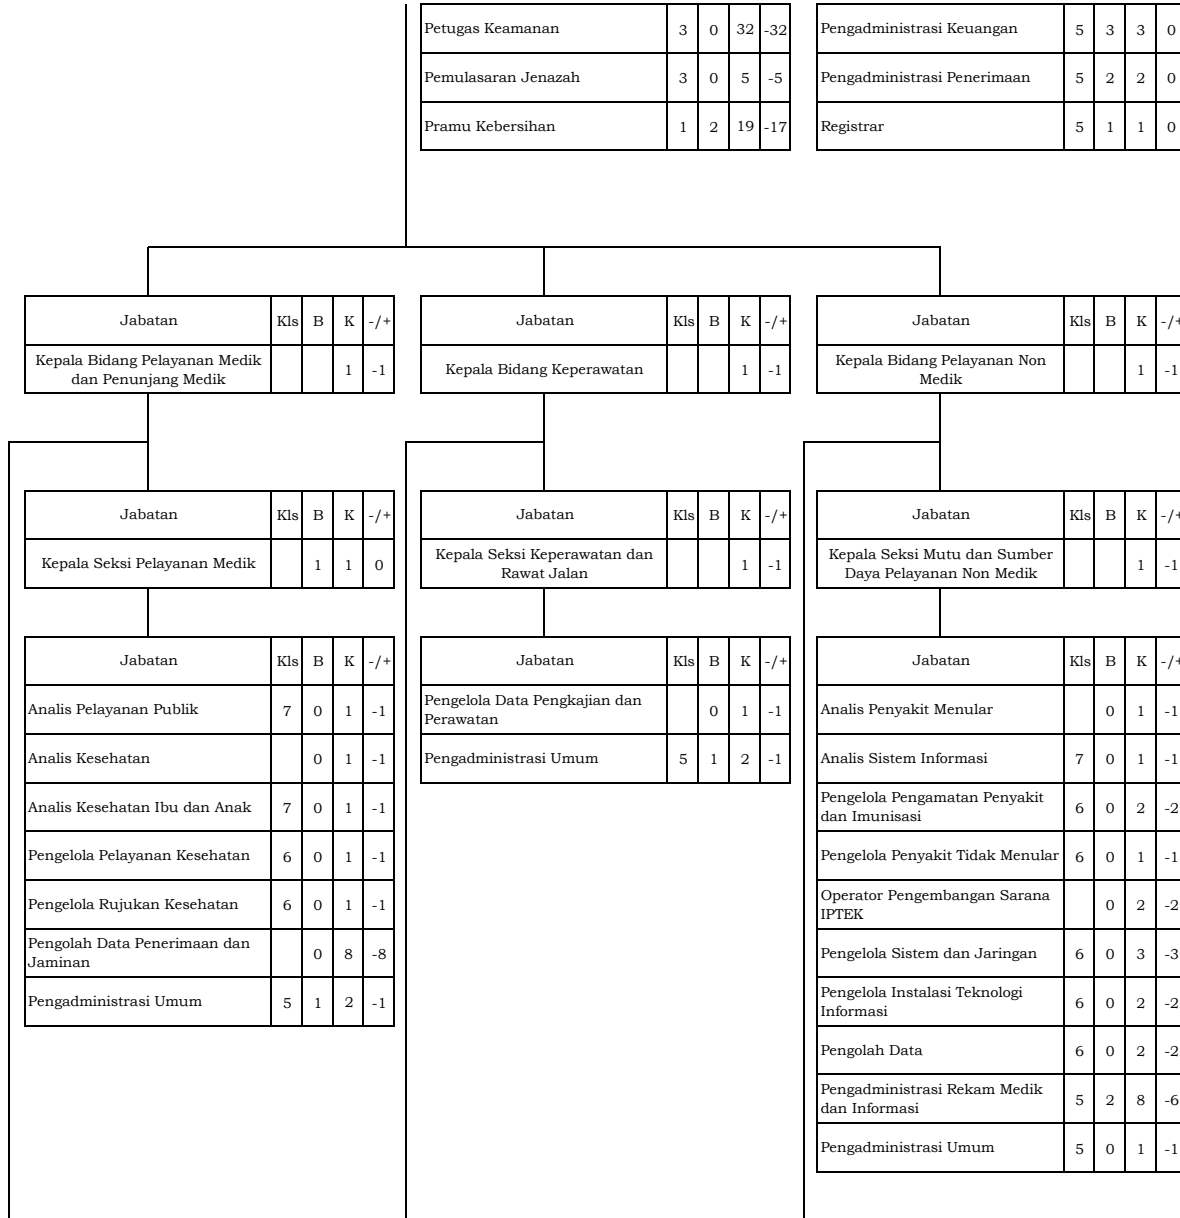 Petugas Keamanan 3 0 32 -32
Pemulasaran Jenazah 3 0 5 -5
Pramu Kebersihan 1 2 19 -17
Pengadministrasi Keuangan 5 3 3 0
Pengadministrasi Penerimaan 5 2 2 0
Registrar 5 1 1 0
Jabatan Kls B K -/+
Kepala Bidang Pelayanan Medik
dan Penunjang Medik 1 -1
Jabatan Kls B K -/+
Kepala Bidang Keperawatan 1 -1
Jabatan Kls B K -/+
Kepala Bidang Pelayanan Non
Medik 1 -1
Jabatan Kls B K -/+
Kepala Seksi Pelayanan Medik 1 1 0
Jabatan Kls B K -/+
Kepala Seksi Keperawatan dan
Rawat Jalan 1 -1
Jabatan Kls B K -/+
Kepala Seksi Mutu dan Sumber
Daya Pelayanan Non Medik 1 -1
Jabatan Kls B K -/+
Analis Pelayanan Publik 7 0 1 -1
Analis Kesehatan 0 1 -1
Analis Kesehatan Ibu dan Anak 7 0 1 -1
Pengelola Pelayanan Kesehatan 6 0 1 -1
Pengelola Rujukan Kesehatan 6 0 1 -1
Pengolah Data Penerimaan dan
Jaminan 0 8 -8
Pengadministrasi Umum 5 1 2 -1
Jabatan Kls B K -/+
Pengelola Data Pengkajian dan
Perawatan 0 1 -1
Pengadministrasi Umum 5 1 2 -1
Jabatan Kls B K -/+
Analis Penyakit Menular 0 1 -1
Analis Sistem Informasi 7 0 1 -1
Pengelola Pengamatan Penyakit
dan Imunisasi 6 0 2 -2
Pengelola Penyakit Tidak Menular 6 0 1 -1
Operator Pengembangan Sarana
IPTEK 0 2 -2
Pengelola Sistem dan Jaringan 6 0 3 -3
Pengelola Instalasi Teknologi
Informasi 6 0 2 -2
Pengolah Data 6 0 2 -2
Pengadministrasi Rekam Medik
dan Informasi 5 2 8 -6
Pengadministrasi Umum 5 0 1 -1